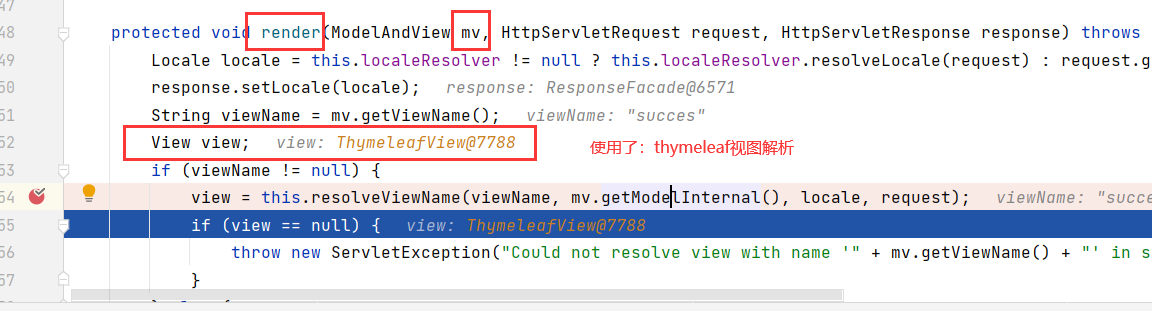 47
48 protected void render(ModelAndView mv, HttpServletRequest request, HttpServletResponse response) throws
49 Locale locale = this.localeResolver != null ? this.localeResolver.resolveLocale(request) : request.g
50 response.setLocale(locale); response: ResponseFacade@6571
51 String viewName = mv.getViewName(); viewName: "succes"
52 View view; view: ThymeleafView@7788 使用了：thymeleaf视图解析
53 if (viewName != null) {
54 view = this.resolveViewName(viewName, mv.getModelInternal(), locale, request); viewName: "succe
55 if (view == null) { view: ThymeleafView@7788
56 throw new ServletException("Could not resolve view with name '" + mv.getViewName() + "' in s
57 }